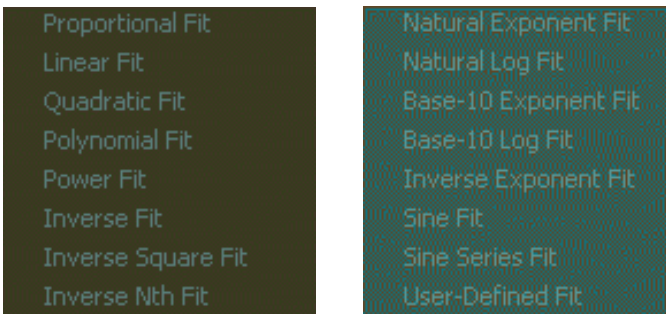 Proportional Fit
Linear Fit
Quadratic Fit
Polynomial Fit
Power Fit
Inverse Fit
Inverse Square Fit
Inverse Nth Fit
Natural Exponent Fit
Natural Log Fit
Base-10 Exponent Fit
Base-10 Log Fit
Inverse Exponent Fit
Sine Fit
Sine Series Fit
User-Defined Fit